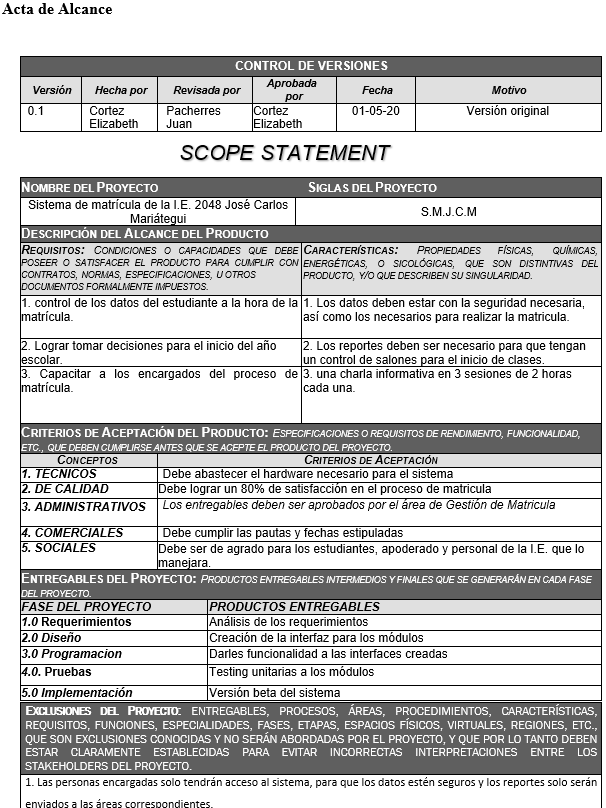 Acta de Alcance
CONTROL DE VERSIONES
Versión Hecha por Revisada por Aprobada por Fecha Motivo
0.1 Cortez Elizabeth Pacherres Juan Cortez Elizabeth 01-05-20 Versión original
SCOPE STATEMENT
NOMBRE DEL PROYECTO SIGLAS DEL PROYECTO
Sistema de matrícula de la I.E. 2048 José Carlos Mariátegui S.M.J.C.M
DESCRIPCIÓN DEL ALCANCE DEL PRODUCTO
REQUISITOS: CONDICIONES O CAPACIDADES QUE DEBE
POSEER O SATISFACER EL PRODUCTO PARA CUMPLIR CON
CONTRATOS, NORMAS, ESPECIFICACIONES, U OTROS
DOCUMENTOS FORMALMENTE IMPUESTOS.
CARACTERÍSTICAS: PROPIEDADES FÍSICAS, QUÍMICAS,
ENERGÉTICAS, O SICOLÓGICAS, QUE SON DISTINTIVAS DEL
PRODUCTO, Y/O QUE DESCRIBEN SU SINGULARIDAD.
1. control de los datos del estudiante a la hora de la
matrícula.
1. Los datos deben estar con la seguridad necesaria,
así como los necesarios para realizar la matricula.
2. Lograr tomar decisiones para el inicio del año
escolar.
2. Los reportes deben ser necesario para que tengan
un control de salones para el inicio de clases.
3. Capacitar a los encargados del proceso de
matrícula.
3. una charla informativa en 3 sesiones de 2 horas
cada una.
CRITERIOS DE ACEPTACIÓN DEL PRODUCTO: ESPECIFICACIONES O REQUISITOS DE RENDIMIENTO, FUNCIONALIDAD,
ETC., QUE DEBEN CUMPLIRSE ANTES QUE SE ACEPTE EL PRODUCTO DEL PROYECTO.
CONCEPTOS CRITERIOS DE ACEPTACIÓN
1. TECNICOS Debe abastecer el hardware necesario para el sistema
2. DE CALIDAD Debe lograr un 80% de satisfacción en el proceso de matricula
3. ADMINISTRATIVOS Los entregables deben ser aprobados por el área de Gestión de Matricula
4. COMERCIALES Debe cumplir las pautas y fechas estipuladas
5. SOCIALES Debe ser de agrado para los estudiantes, apoderado y personal de la I.E. que lo
manejara.
ENTREGABLES DEL PROYECTO: PRODUCTOS ENTREGABLES INTERMEDIOS Y FINALES QUE SE GENERARÁN EN CADA FASE
DEL PROYECTO.
FASE DEL PROYECTO PRODUCTOS ENTREGABLES
1.0 Requerimientos Análisis de los requerimientos
2.0 Diseño Creación de la interfaz para los módulos
3.0 Programacion Darles funcionalidad a las interfaces creadas
4.0. Pruebas Testing unitarias a los módulos
5.0 Implementación Versión beta del sistema
EXCLUSIONES DEL PROYECTO: ENTREGABLES, PROCESOS, ÁREAS, PROCEDIMIENTOS, CARACTERÍSTICAS,
REQUISITOS, FUNCIONES, ESPECIALIDADES, FASES, ETAPAS, ESPACIOS FÍSICOS, VIRTUALES, REGIONES, ETC.,
QUE SON EXCLUSIONES CONOCIDAS Y NO SERÁN ABORDADAS POR EL PROYECTO, Y QUE POR LO TANTO DEBEN
ESTAR CLARAMENTE ESTABLECIDAS PARA EVITAR INCORRECTAS INTERPRETACIONES ENTRE LOS
STAKEHOLDERS DEL PROYECTO.
1. Las personas encargadas solo tendrán acceso al sistema, para que los datos estén seguros y los reportes solo serán
enviados a las áreas correspondientes.